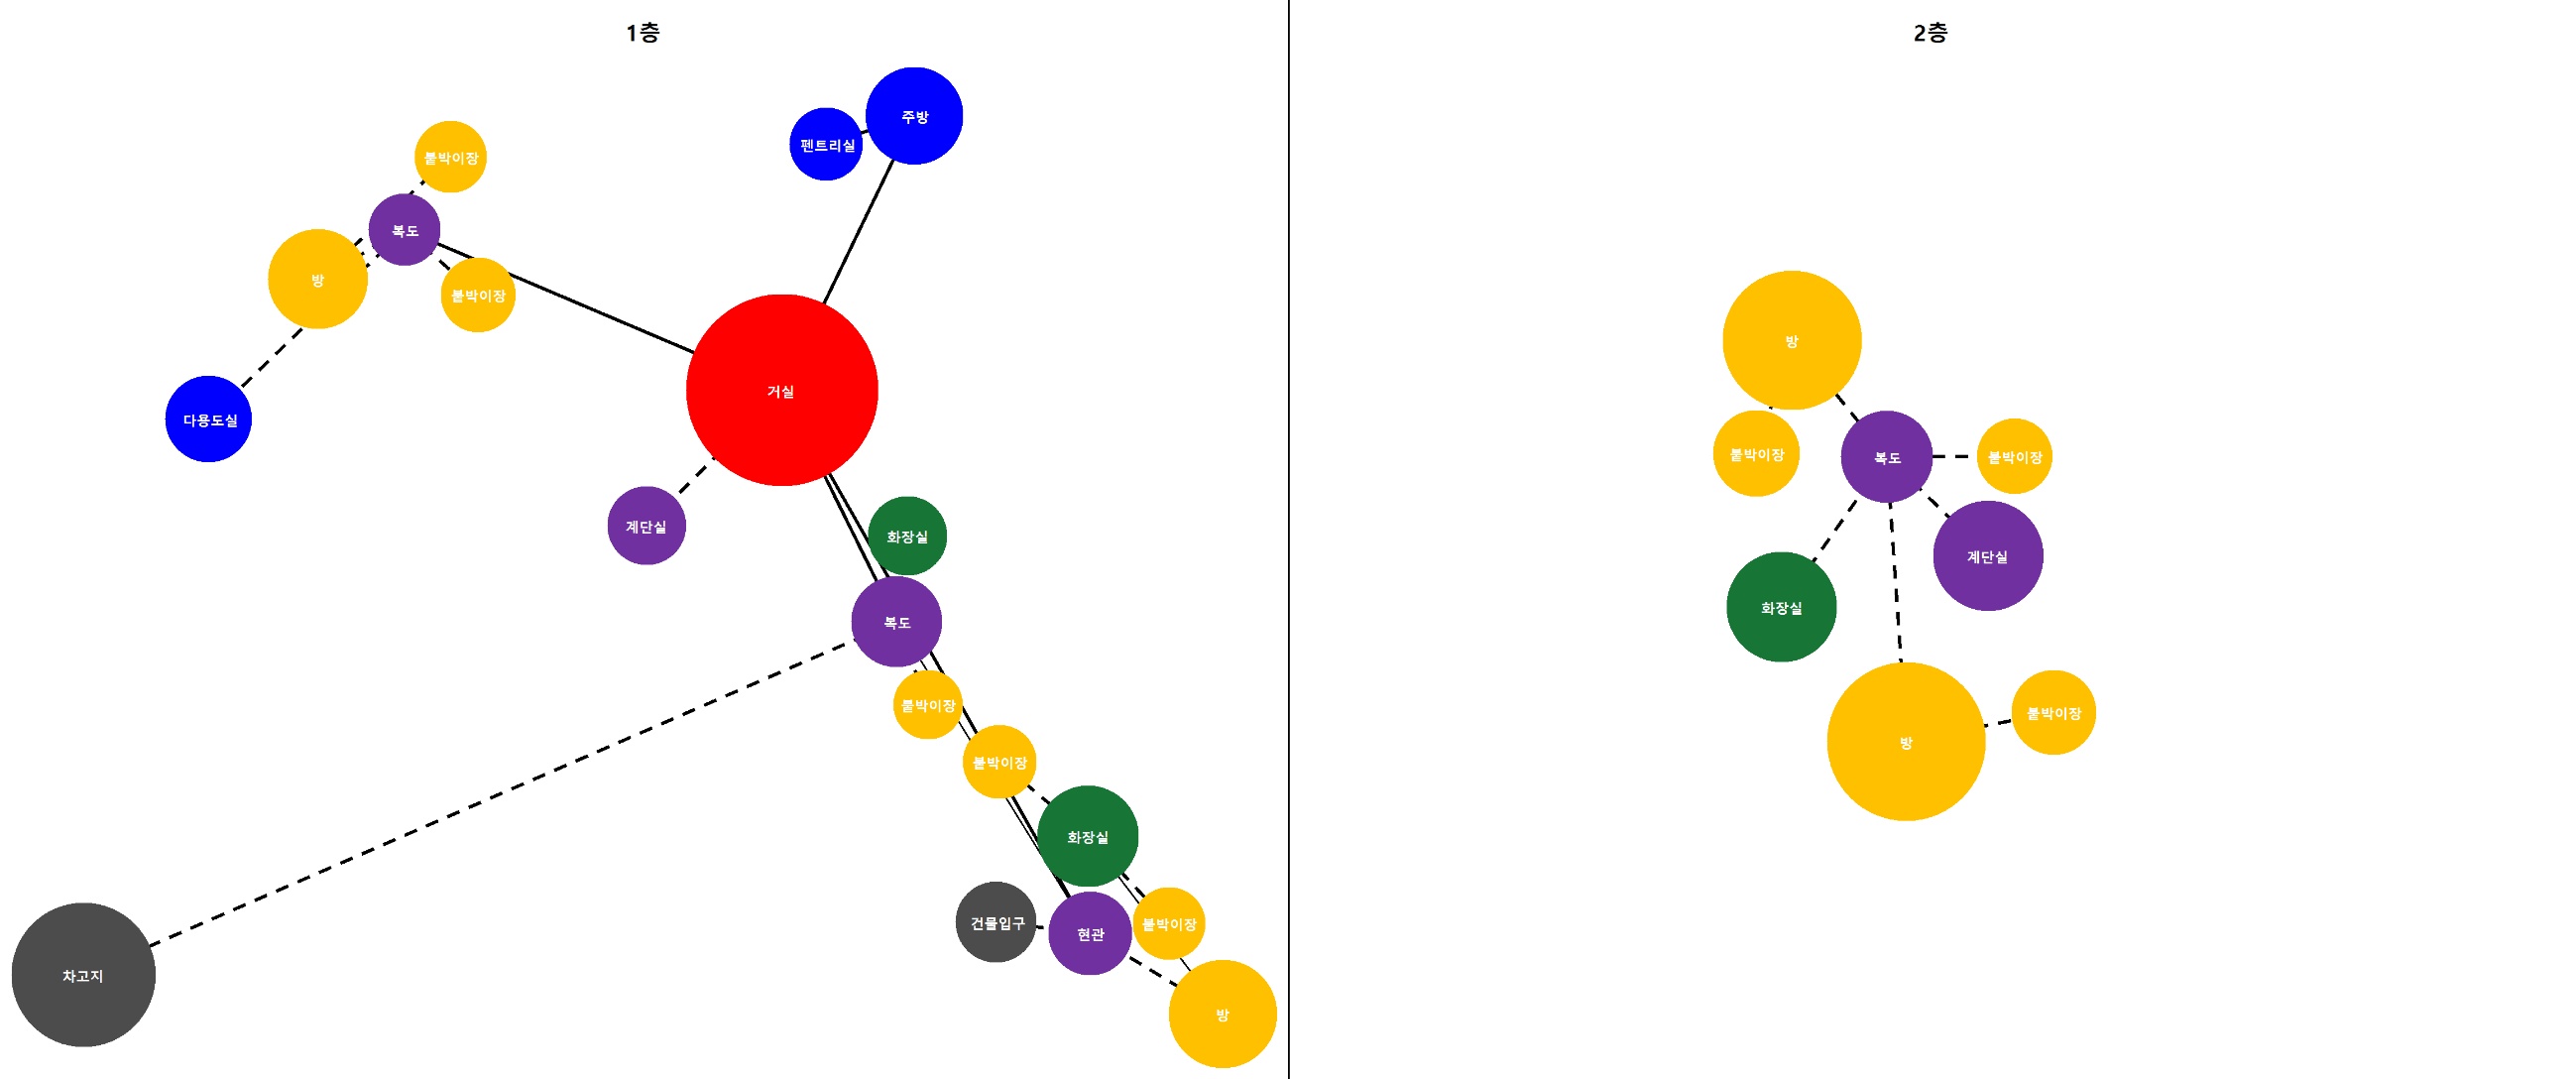 1층
주방
펜트리실
붙박이장
복도
방
붙박이장
거실
다용도실
계단실
화장실
복도
붙박이장
붙박이장
화장실
건물입구
현관
붙박이장
차고지
방
2층
방
붙박이장
복도
붙박이장
계단실
화장실
붙박이장
방